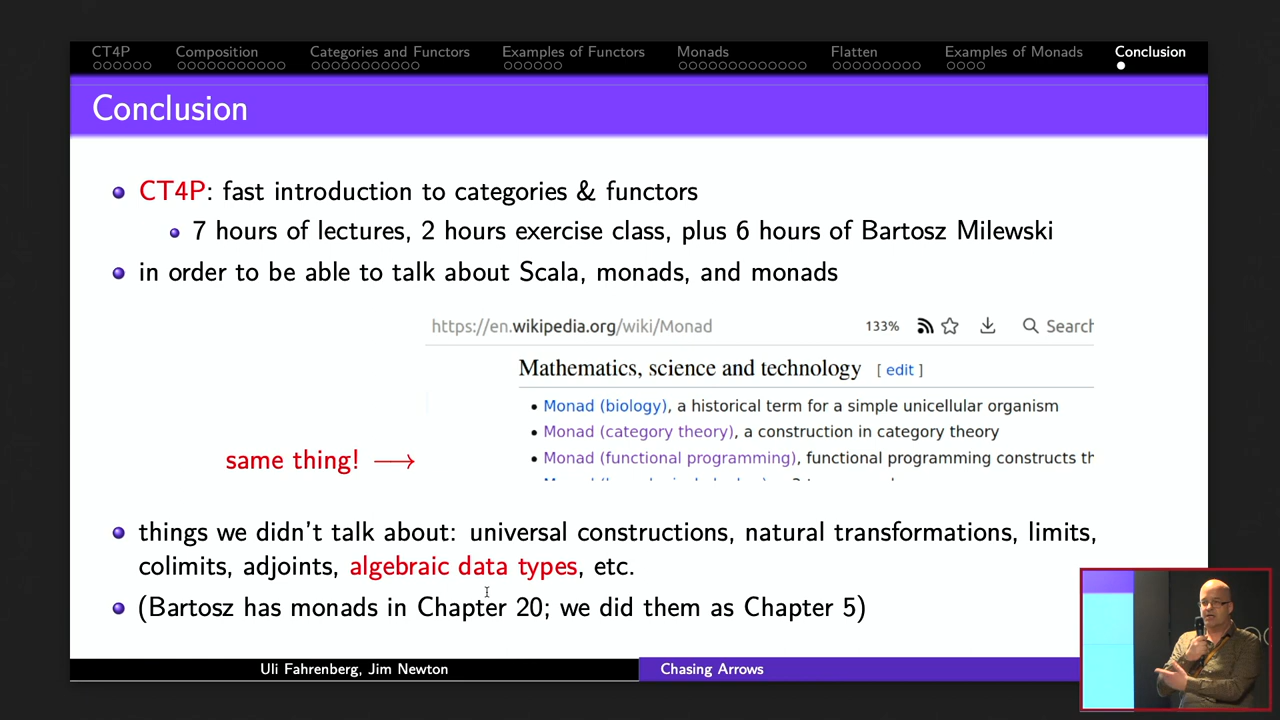 CT4P Composition Categories and Functors Examples of Functors Monads Flatten Examples of Monads Conclusion
Conclusion
CT4P: fast introduction to categories & functors
7 hours of lectures, 2 hours exercise class, plus 6 hours of Bartosz Milewski
in order to be able to talk about Scala, monads, and monads
https://en.wikipedia.org/wiki/Monad 133% Search
Mathematics, science and technology [ edit ]
Monad (biology), a historical term for a simple unicellular organism
Monad (category theory), a construction in category theory
same thing! → Monad (functional programming), functional programming constructs th
things we didn't talk about: universal constructions, natural transformations, limits,
colimits, adjoints, algebraic data types, etc.
(Bartosz has monads in Chapter 20; we did them as Chapter 5)
Uli Fahrenberg, Jim Newton Chasing Arrows